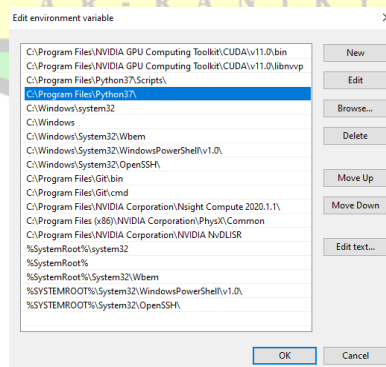 AR-RANIRY
Edit environment variable
C:\Program Files\NVIDIA GPU Computing Toolkit\CUDA\v11.0\bin
C:\Program Files\NVIDIA GPU Computing Toolkit\CUDA\v11.0\libnvvp
C:\Program Files\Python37\Scripts\
C:\Program Files\Python37\
C:\Windows\system32
C:\Windows
C:\Windows\System32\Wbem
C:\Windows\System32\WindowsPowerShell\v1.0\
C:\Windows\System32\OpenSSH\
C:\Program Files\Git\bin
C:\Program Files\Git\cmd
C:\Program Files\NVIDIA Corporation\Nsight Compute 2020.1.1\
C:\Program Files (x86)\NVIDIA Corporation\PhysX\Common
C:\Program Files\NVIDIA Corporation\NVIDIA NvDLISR
%SystemRoot%\system32
%SystemRoot%
%SystemRoot%\System32\Wbem
%SYSTEMROOT%\System32\WindowsPowerShell\v1.0\
%SYSTEMROOT%\System32\OpenSSH\
New
Edit
Browse...
Delete
Move Up
Move Down
Edit text...
OK
Cancel